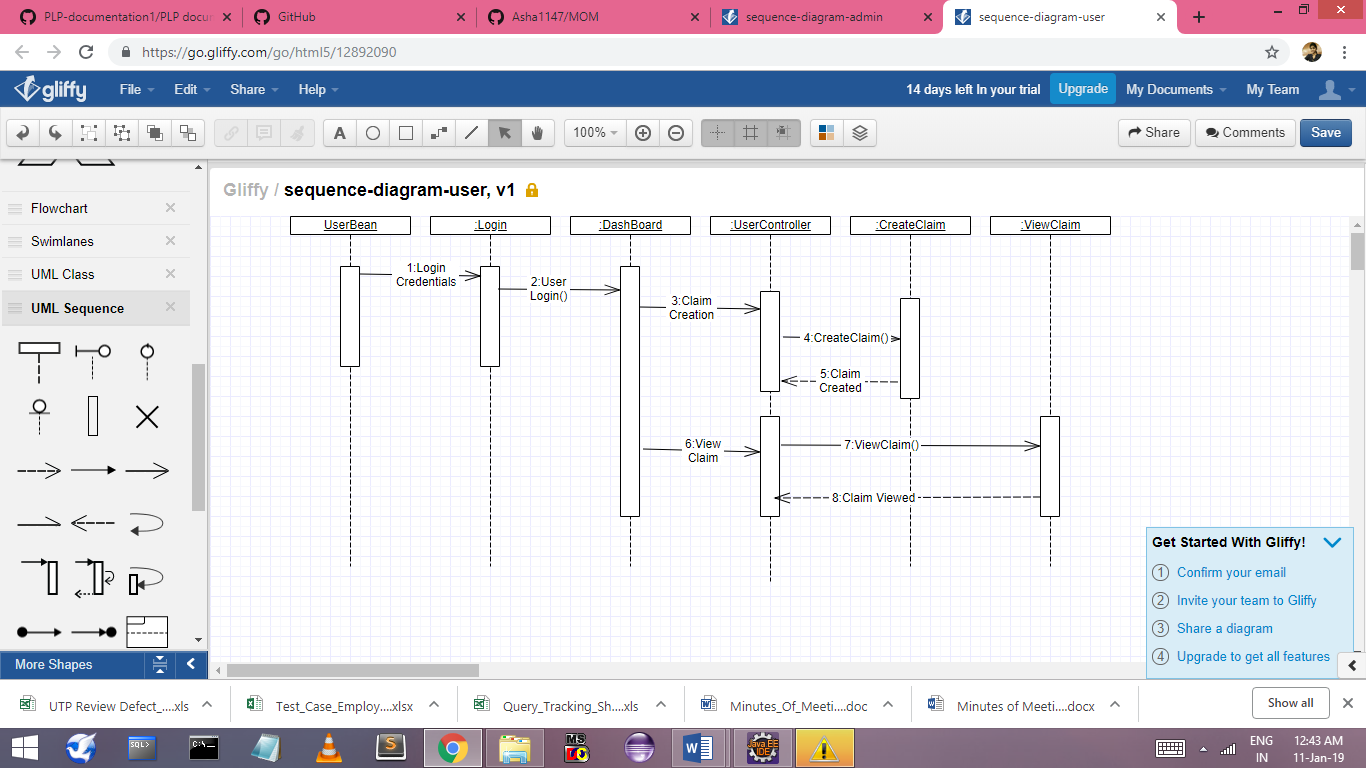 PLP-documentation1/PLP docu
GitHub
Asha1147/MOM
sequence-diagram-admin
sequence-diagram-user
https://go.gliffy.com/go/html5/12892090
gliffy
File
Edit
Share
Help
14 days left In your trial
Upgrade
My Documents
My Team
A
100%
Share
Comments
Save
Flowchart
Swimlanes
UML Class
UML Sequence
More Shapes
Gliffy / sequence-diagram-user, v1
UserBean
:Login
:DashBoard
:UserController
:CreateClaim
:ViewClaim
1:Login
Credentials
2:User
Login()
3:Claim
Creation
4:CreateClaim()
5:Claim
Created
6:View
Claim
7:ViewClaim()
8:Claim Viewed
Get Started With Gliffy!
1 Confirm your email
2 Invite your team to Gliffy
3 Share a diagram
4 Upgrade to get all features
UTP Review Defect_....xls
Test_Case_Employ....xlsx
Query_Tracking_Sh....xls
Minutes_Of_Meeti....doc
Minutes of Meeti....docx
Show all
SQL>
C:\.
S
MS
W
Java EE
IDE
ENG
IN
12:43 AM
11-Jan-19